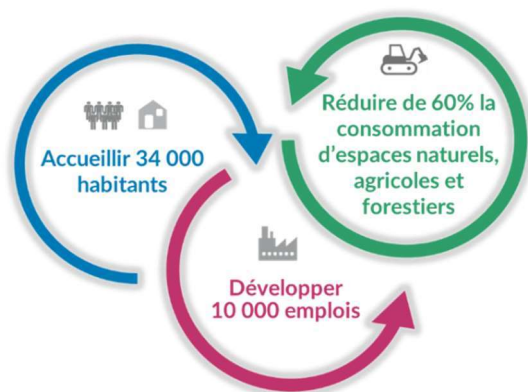 Accueillir 34 000
habitants
Réduire de 60% la
consommation
d'espaces naturels,
agricoles et
forestiers
Développer
10 000 emplois